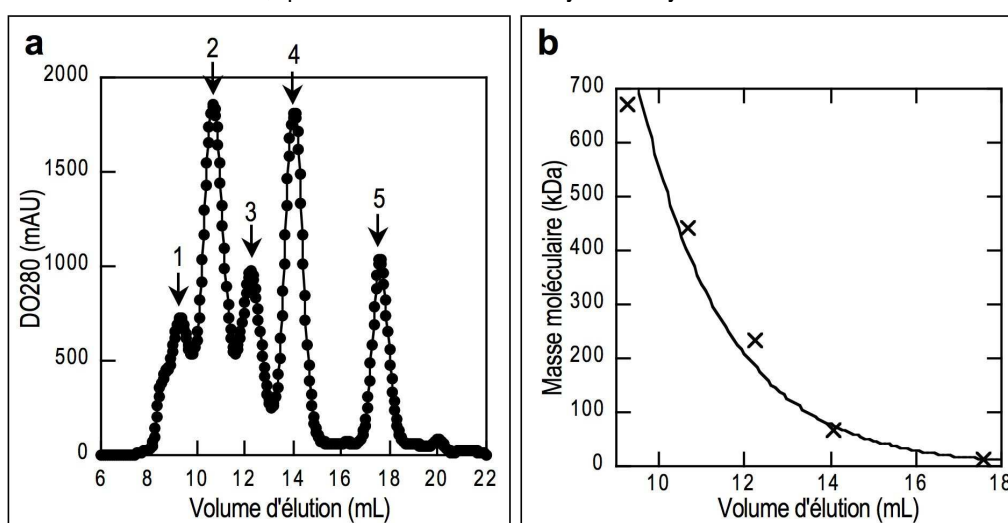 a
2
4
2000
1500
3
5
1000
1
500
0
DO280 (mAU)
6 8 10 12 14 16 18 20 22
Volume d'élution (mL)
b
700
600
500
400
300
200
100
0
Masse moléculaire (kDa)
10 12 14 16 18
Volume d'élution (mL)